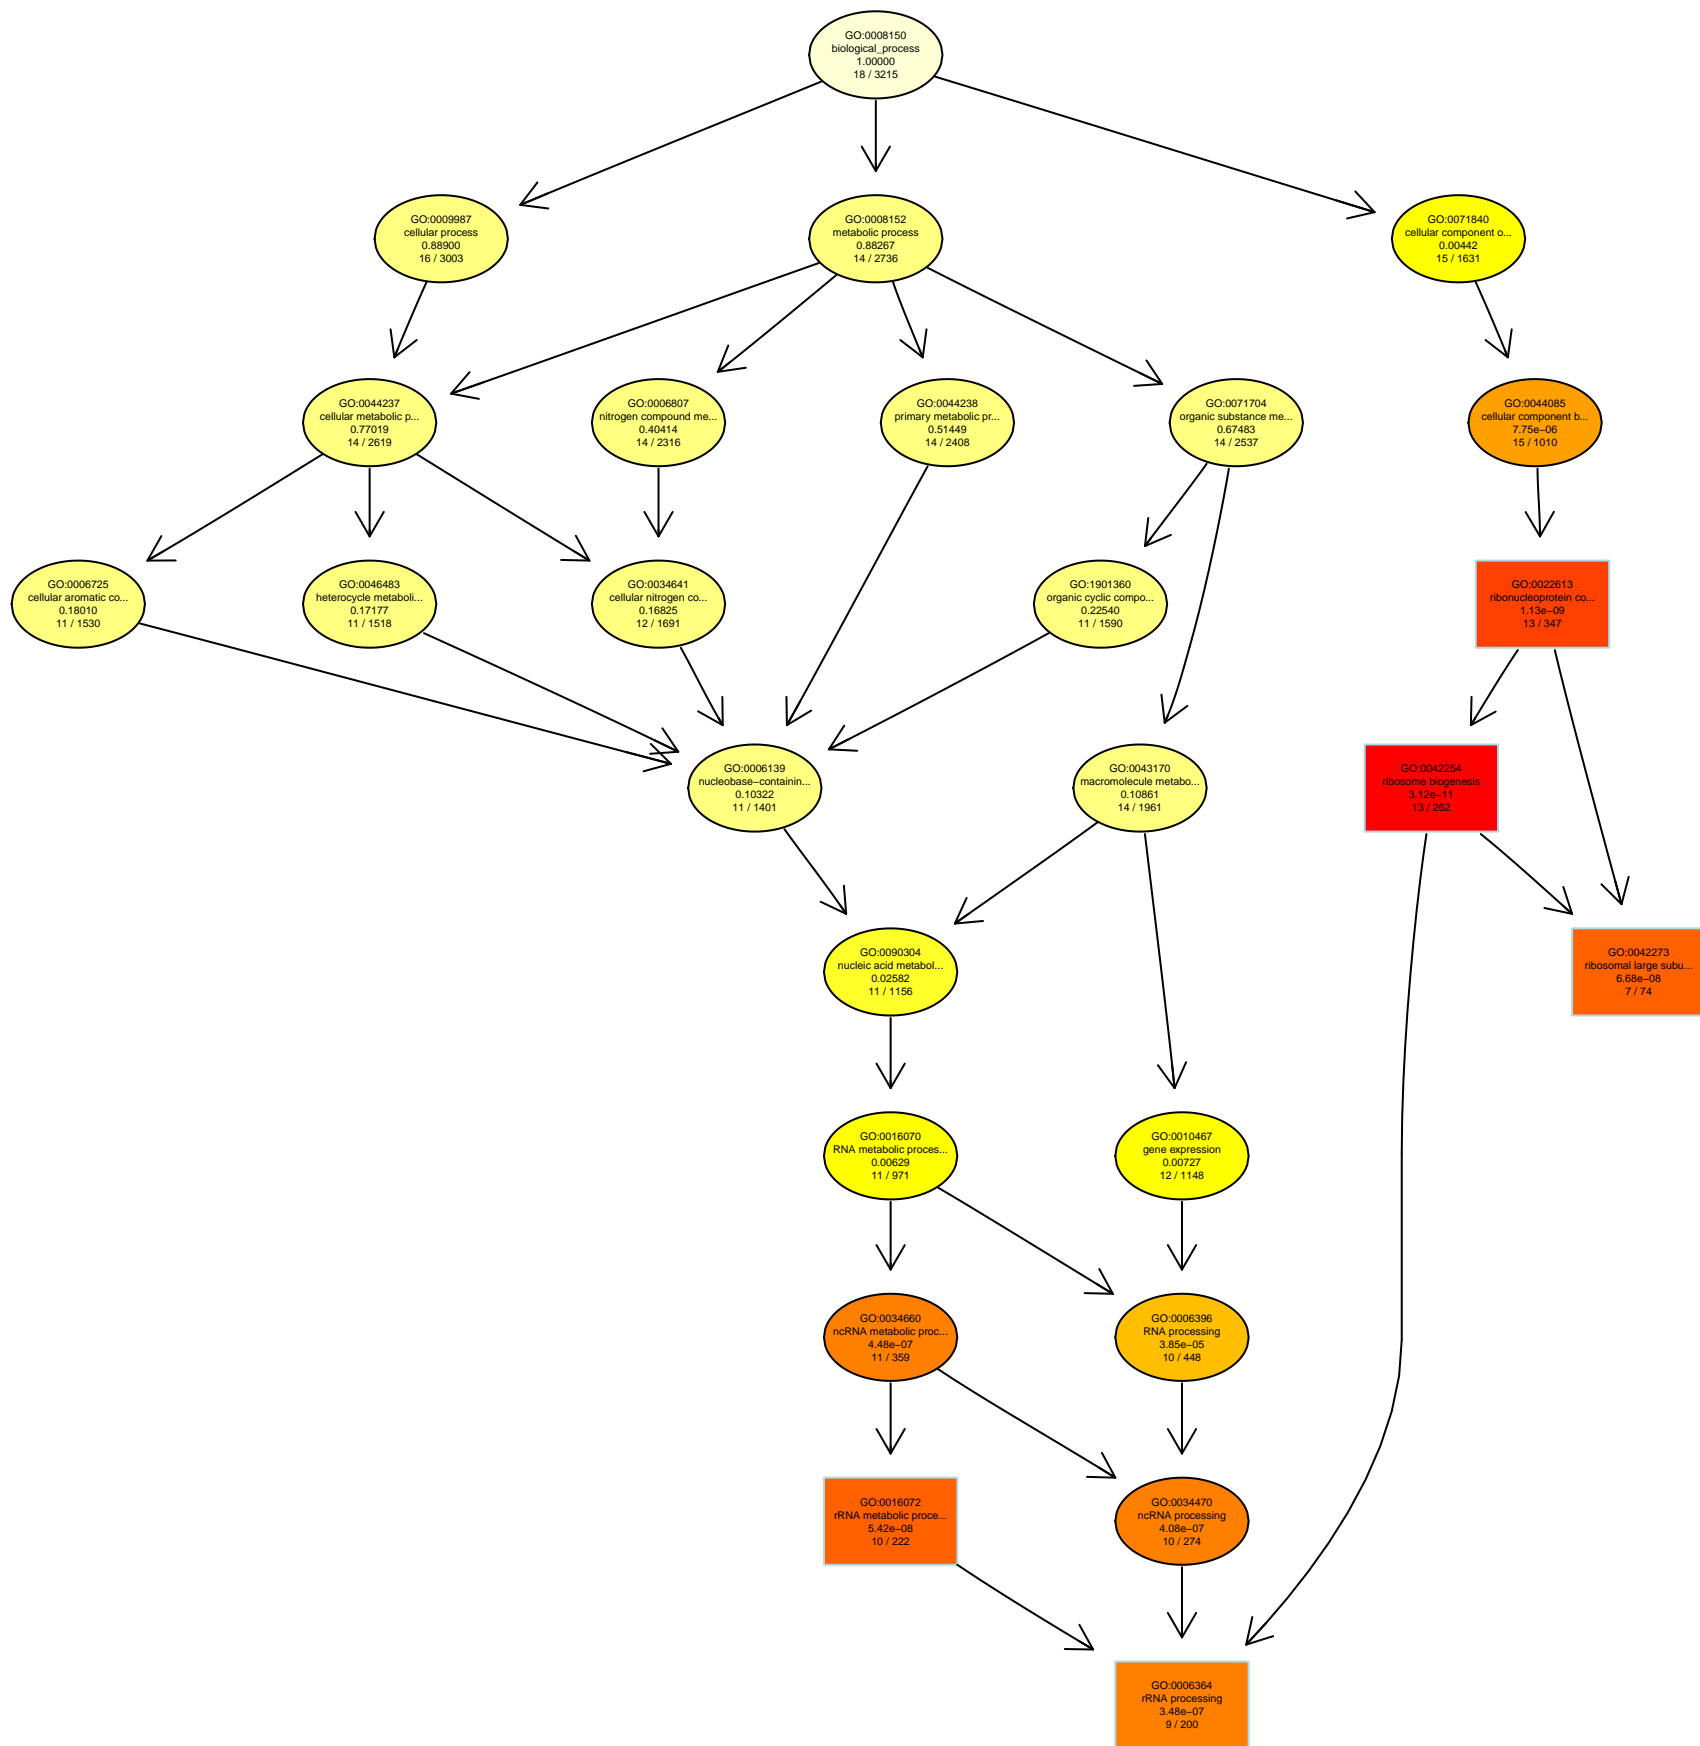 GO:0008150
biological_process
1.00000
18 / 3215
GO:0009987
cellular process
0.88900
16 / 3003
GO:0008152
metabolic process
0.88267
14 / 2736
GO:0071840
cellular component o...
0.00442
15 / 1631
GO:0044237
cellular metabolic p...
0.77019
14 / 2619
GO:0006807
nitrogen compound me...
0.40414
14 / 2316
GO:0044238
primary metabolic pr...
0.51449
14 / 2408
GO:0071704
organic substance me...
0.67483
14 / 2537
GO:0044085
cellular component b...
7.75e−06
15 / 1010
GO:0006725
cellular aromatic co...
0.18010
11 / 1530
GO:0046483
heterocycle metaboli...
0.17177
11 / 1518
GO:0034641
cellular nitrogen co...
0.16825
12 / 1691
GO:1901360
organic cyclic compo...
0.22540
11 / 1590
GO:0022613
ribonucleoprotein co...
1.13e−09
13 / 347
GO:0006139
nucleobase−containin...
0.10322
11 / 1401
GO:0043170
macromolecule metabo...
0.10861
14 / 1961
GO:0042254
ribosome biogenesis
3.12e−11
13 / 262
GO:0090304
nucleic acid metabol...
0.02582
11 / 1156
GO:0042273
ribosomal large subu...
6.68e−08
7 / 74
GO:0016070
RNA metabolic proces...
0.00629
11 / 971
GO:0010467
gene expression
0.00727
12 / 1148
GO:0034660
ncRNA metabolic proc...
4.48e−07
11 / 359
GO:0006396
RNA processing
3.85e−05
10 / 448
GO:0016072
rRNA metabolic proce...
5.42e−08
10 / 222
GO:0034470
ncRNA processing
4.08e−07
10 / 274
GO:0006364
rRNA processing
3.48e−07
9 / 200